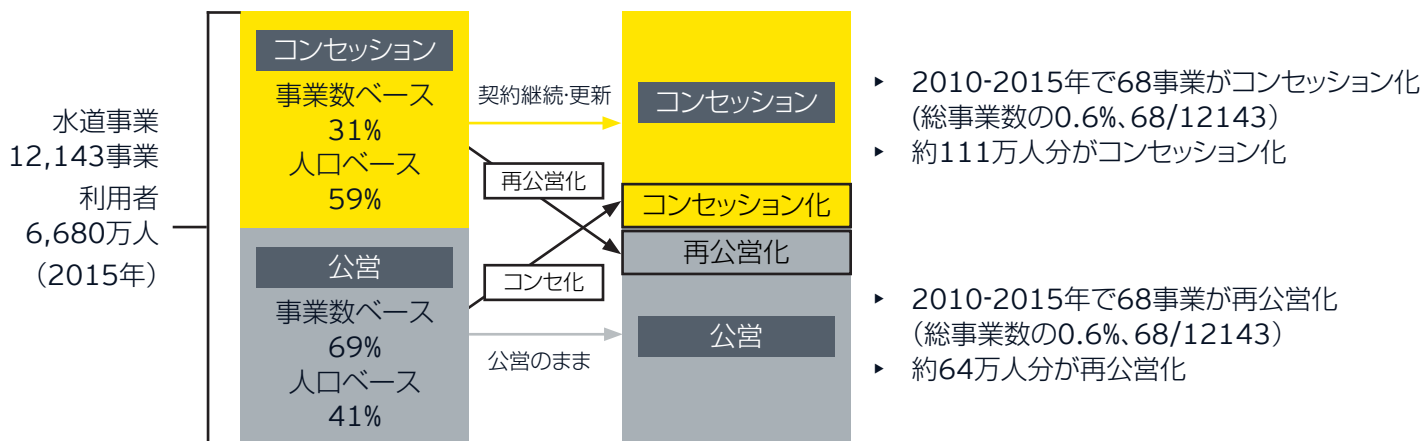 水道事業
12,143事業
利用者
6,680万人
（2015年）
コンセッション
事業数ベース
31%
人口ベース
59%
公営
事業数ベース
69%
人口ベース
41%
契約継続・更新
再公営化
コンセ化
公営のまま
コンセッション
コンセッション化
再公営化
公営
▸ 2010-2015年で68事業がコンセッション化
(総事業数の0.6%、68/12143）
▸ 約111万人分がコンセッション化
▸ 2010-2015年で68事業が再公営化
（総事業数の0.6%、68/12143）
▸ 約64万人分が再公営化